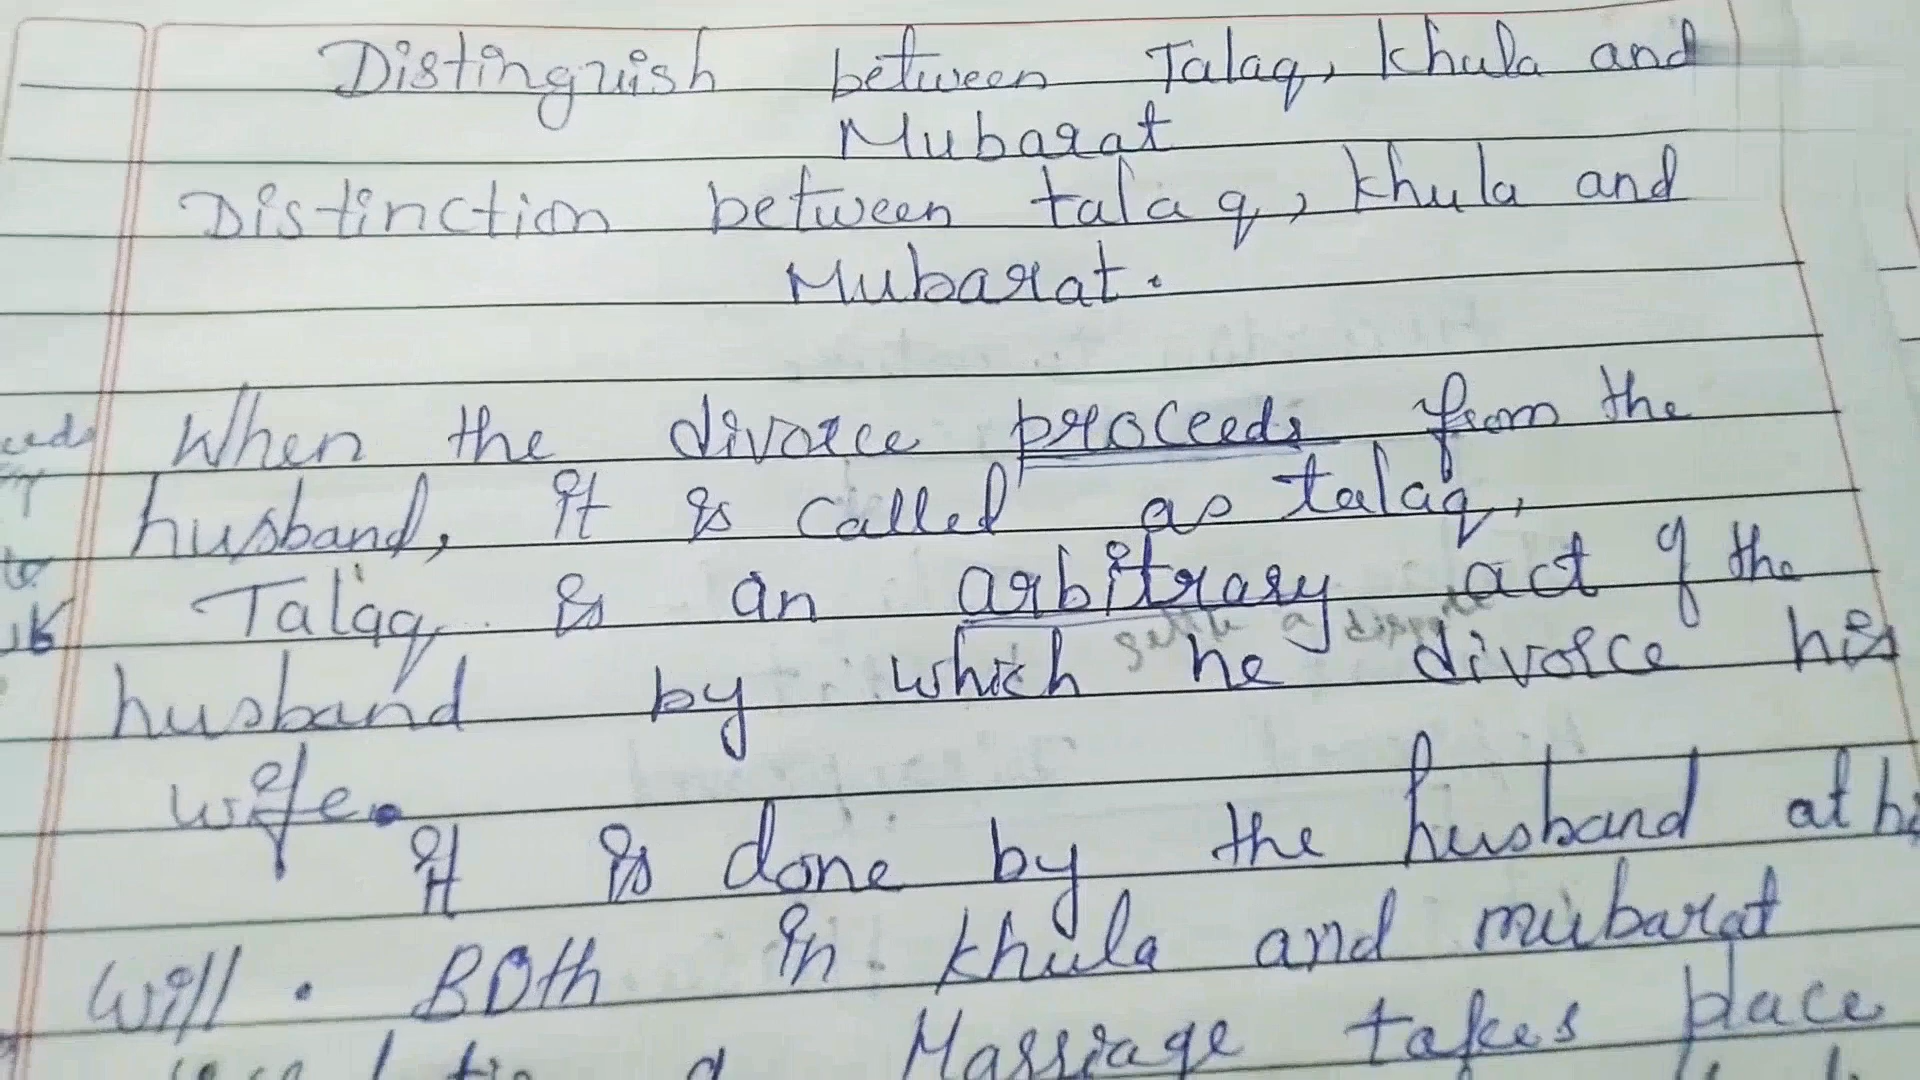 Distinguish between Talaq, Khula and
Mubarat
Distinction between talaq, Khula and
Mubarat.
When the divorce proceeds from the
husband, it is called as talaq,
Talaq is an arbitrary act of the
settle a dispute
husband by which he divorce his
wife.
It is done by the husband at
will. Both in khula and mubarat
Marriage takes place